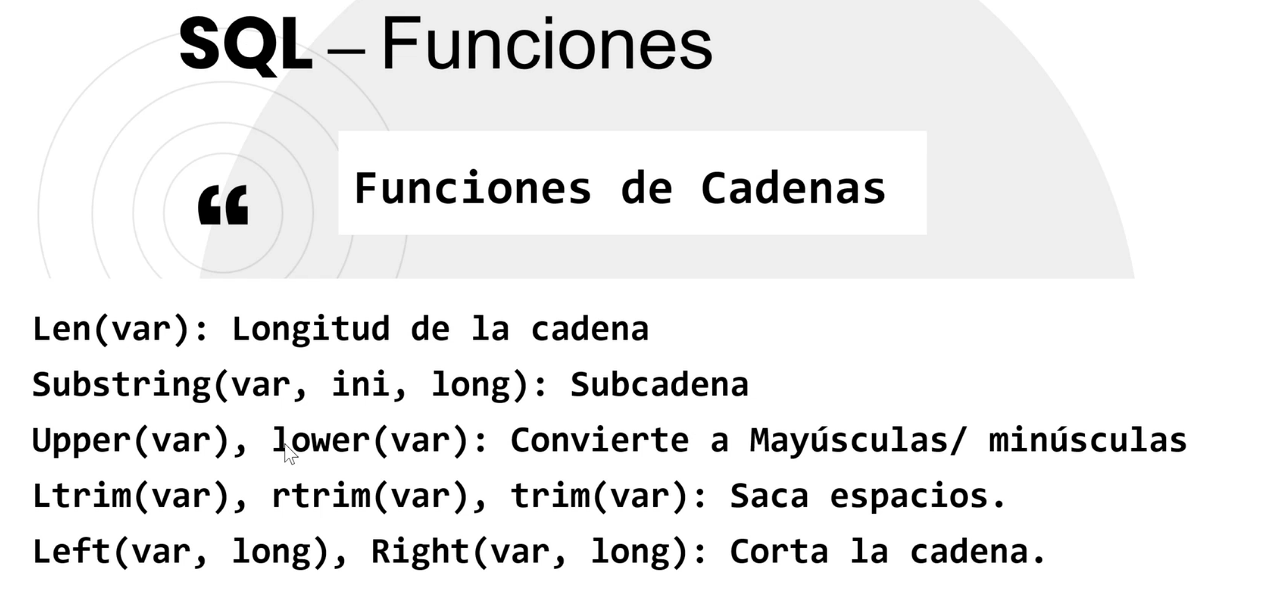 SQL – Funciones
“
Funciones de Cadenas
Len(var): Longitud de la cadena
Substring(var, ini, long): Subcadena
Upper(var), lower(var): Convierte a Mayúsculas/ minúsculas
Ltrim(var), rtrim(var), trim(var): Saca espacios.
Left(var, long), Right(var, long): Corta la cadena.